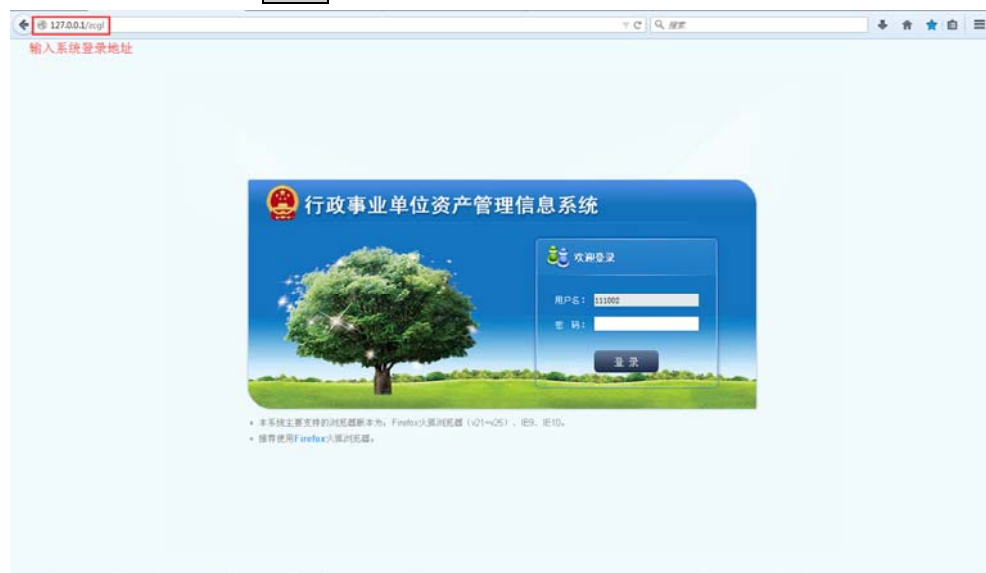 127.0.0.1/zcgl/
搜索
输入系统登录地址
行政事业单位资产管理信息系统
欢迎登录
用户名: 111002
密 码:
登 录
本系统主要支持的浏览器版本为: Firefox火狐浏览器 (v21~v25) 、IE9、IE10。
推荐使用Firefox火狐浏览器。